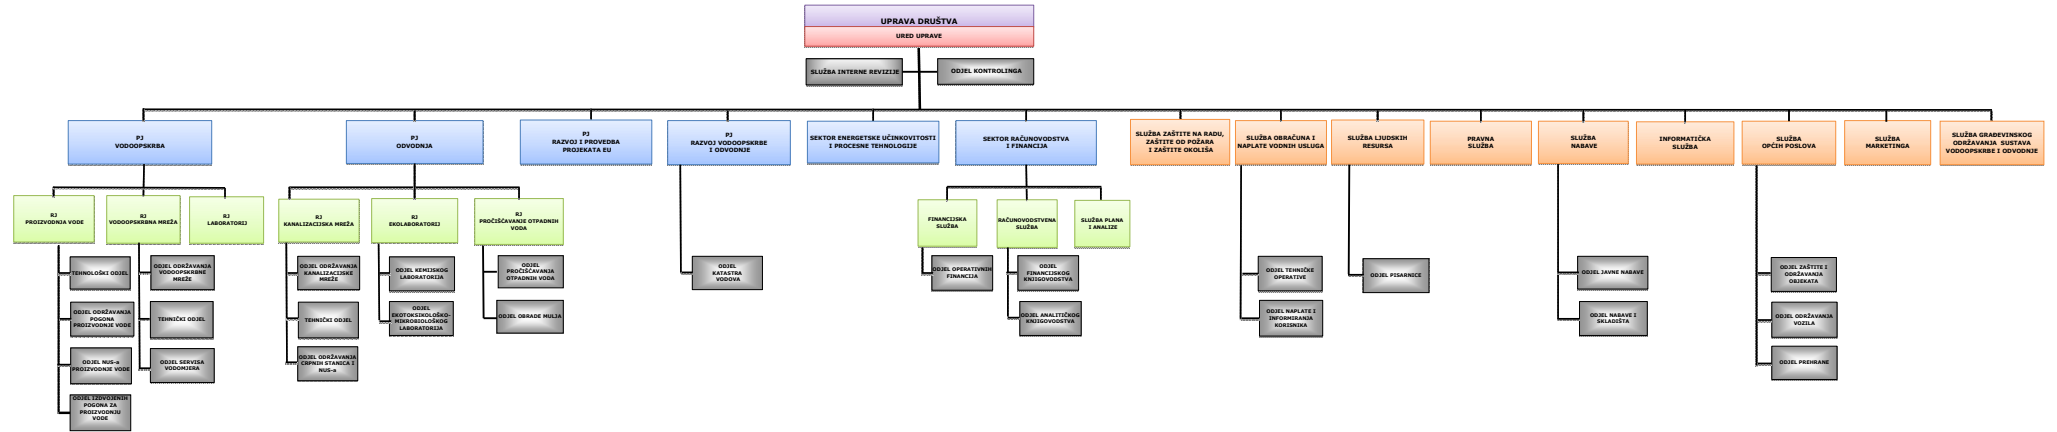 UPRAVA DRUŠTVA
URED UPRAVE
SLUŽBA INTERNE REVIZIJE
ODJEL KONTROLINGA
PJ
VODOOPSKRBA
PJ
ODVODNJA
PJ
RAZVOJ I PROVEDBA
PROJEKATA EU
PJ
RAZVOJ VODOOPSKRBE
I ODVODNJE
SEKTOR ENERGETSKE UČINKOVITOSTI
I PROCESNE TEHNOLOGIJE
SEKTOR RAČUNOVODSTVA
I FINANCIJA
SLUŽBA ZAŠTITE NA RADU,
ZAŠTITE OD POŽARA
I ZAŠTITE OKOLIŠA
SLUŽBA OBRAČUNA I
NAPLATE VODNIH USLUGA
SLUŽBA LJUDSKIH
RESURSA
PRAVNA
SLUŽBA
SLUŽBA
NABAVE
INFORMATIČKA
SLUŽBA
SLUŽBA
OPĆIH POSLOVA
SLUŽBA
MARKETINGA
SLUŽBA GRAĐEVINSKOG
ODRŽAVANJA SUSTAVA
VODOOPSKRBE I ODVODNJE
RJ
PROIZVODNJA VODE
RJ
VODOOPSKRBNA MREŽA
RJ
LABORATORIJ
RJ
KANALIZACIJSKA MREŽA
RJ
EKOLABORATORIJ
RJ
PROČIŠĆAVANJE OTPADNIH
VODA
FINANCIJSKA
SLUŽBA
RAČUNOVODSTVENA
SLUŽBA
SLUŽBA PLANA
I ANALIZE
TEHNOLOŠKI ODJEL
ODJEL ODRŽAVANJA
POGONA
PROIZVODNJE VODE
ODJEL NUS-a
PROIZVODNJE VODE
ODJEL IZDVOJENIH
POGONA ZA
PROIZVODNJU
VODE
ODJEL ODRŽAVANJA
VODOOPSKRBNE
MREŽE
TEHNIČKI ODJEL
ODJEL SERVISA
VODOMJERA
ODJEL ODRŽAVANJA
KANALIZACIJSKE
MREŽE
TEHNIČKI ODJEL
ODJEL ODRŽAVANJA
CRPNIH STANICA I
NUS-a
ODJEL KEMIJSKOG
LABORATORIJA
ODJEL
EKOTOKSIKOLOŠKO-
MIKROBIOLOŠKOG
LABORATORIJA
ODJEL
PROČIŠĆAVANJA
OTPADNIH VODA
ODJEL OBRADE MULJA
ODJEL
KATASTRA
VODOVA
ODJEL OPERATIVNIH
FINANCIJA
ODJEL
FINANCIJSKOG
KNJIGOVODSTVA
ODJEL ANALITIČKOG
KNJIGOVODSTVA
ODJEL TEHNIČKE
OPERATIVE
ODJEL NAPLATE I
INFORMIRANJA
KORISNIKA
ODJEL PISARNICE
ODJEL JAVNE NABAVE
ODJEL NABAVE I
SKLADIŠTA
ODJEL ZAŠTITE I
ODRŽAVANJA
OBJEKATA
ODJEL ODRŽAVANJA
VOZILA
ODJEL PREHRANE